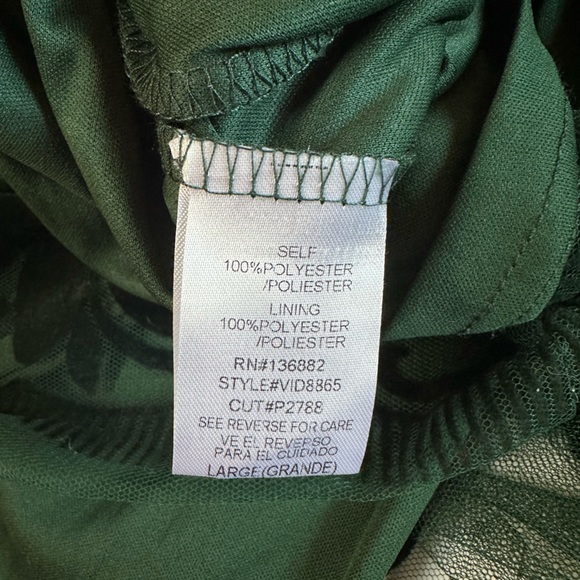 SELF
100%POLYESTER
/POLIESTER
LINING
100%POLYESTER
/POLIESTER
RN#136882
STYLE#VID8865
CUT#P2788
SEE REVERSE FOR CARE
VE EL REVERSO
PARA EL CUIDADO
LARGE(GRANDE)